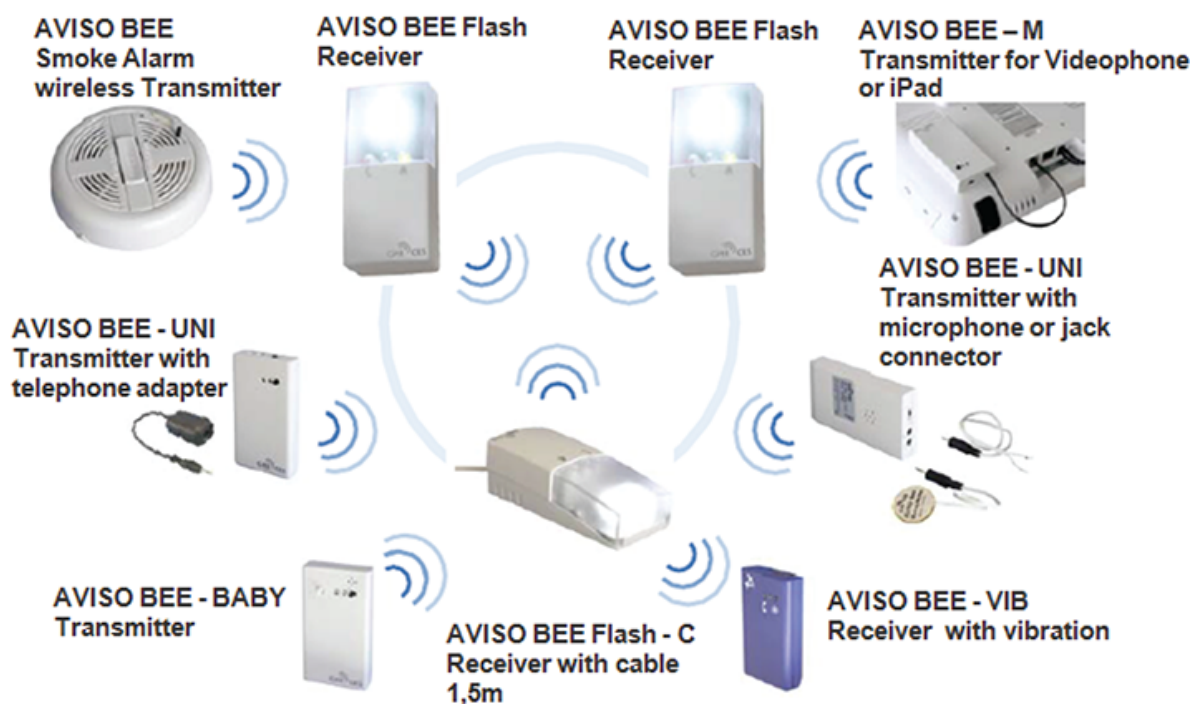 AVISO BEE
Smoke Alarm
wireless Transmitter
AVISO BEE Flash
Receiver
AVISO BEE Flash
Receiver
AVISO BEE – M
Transmitter for Videophone
or iPad
AVISO BEE - UNI
Transmitter with
telephone adapter
AVISO BEE - UNI
Transmitter with
microphone or jack
connector
AVISO BEE - BABY
Transmitter
AVISO BEE Flash - C
Receiver with cable
1,5m
AVISO BEE - VIB
Receiver with vibration